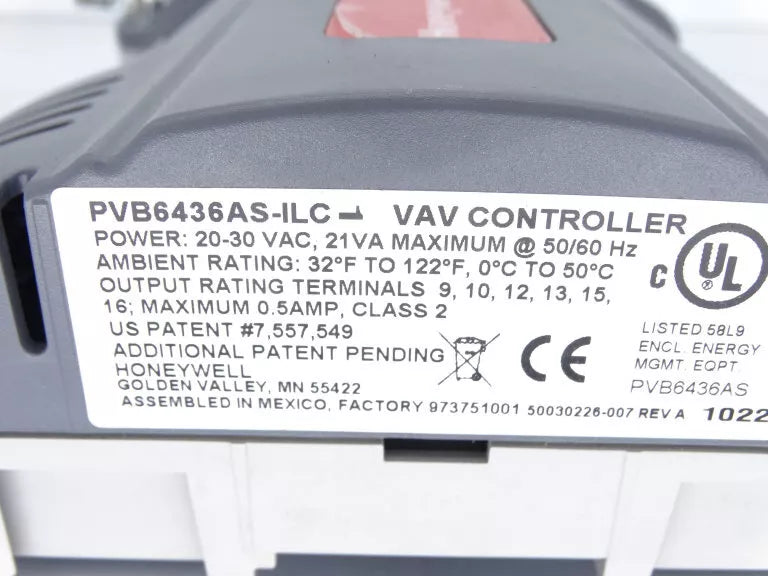 PVB6436AS-ILC VAV CONTROLLER
POWER: 20-30 VAC, 21VA MAXIMUM @ 50/60 Hz
AMBIENT RATING: 32°F TO 122°F, 0°C TO 50°C
OUTPUT RATING TERMINALS 9, 10, 12, 13, 15,
16; MAXIMUM 0.5AMP, CLASS 2
US PATENT #7,557,549
ADDITIONAL PATENT PENDING
HONEYWELL
GOLDEN VALLEY, MN 55422
ASSEMBLED IN MEXICO, FACTORY 973751001 50030226-007 REV A 1022
CE
C UL ®
LISTED 58L9
ENCL. ENERGY
MGMT. EQPT.
PVB6436AS